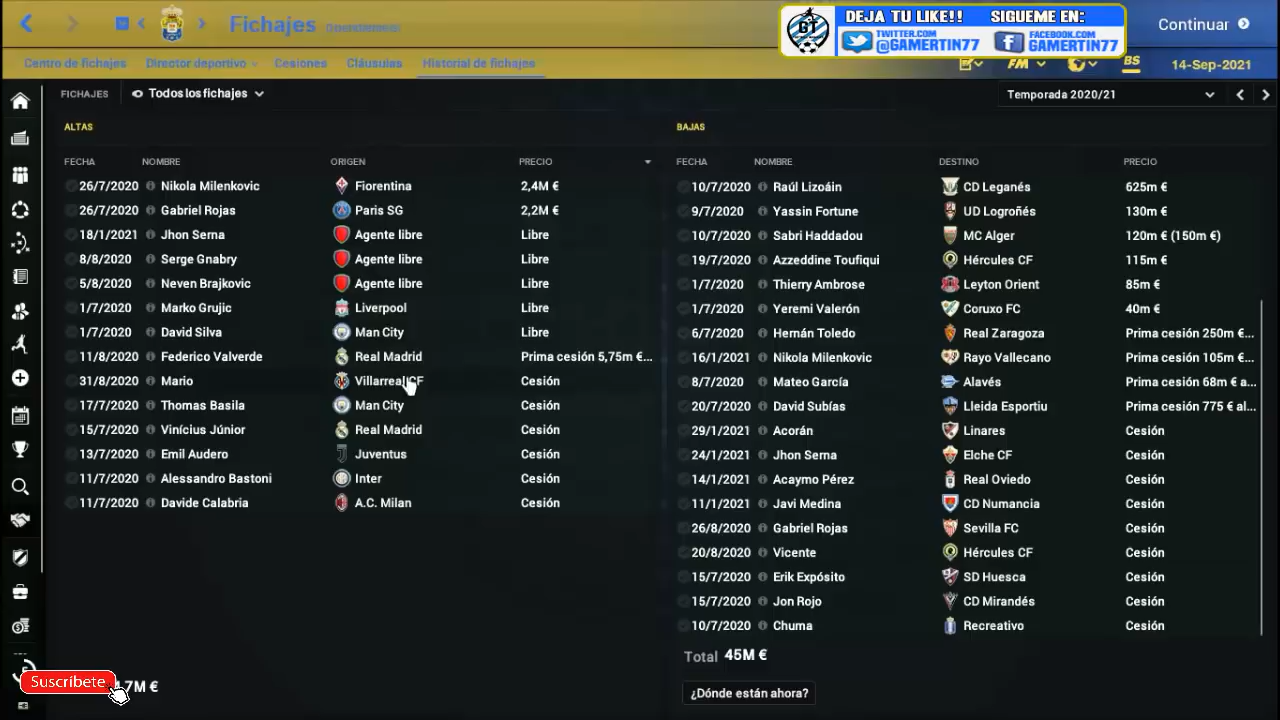 Fichajes
DEJA TU LIKE!! SIGUEME EN:
TWITTER.COM @GAMERTIN77 FACEBOOK.COM GAMERTIN77
GT
Continuar
Centro de fichajes Director deportivo Cesiones Cláusulas Historial de fichajes
FM BS 14-Sep-2021
FICHAJES Todos los fichajes Temporada 2020/21
ALTAS
FECHA NOMBRE ORIGEN PRECIO
26/7/2020 Nikola Milenkovic Fiorentina 2,4M €
26/7/2020 Gabriel Rojas Paris SG 2,2M €
18/1/2021 Jhon Serna Agente libre Libre
8/8/2020 Serge Gnabry Agente libre Libre
5/8/2020 Neven Brajkovic Agente libre Libre
1/7/2020 Marko Grujic Liverpool Libre
1/7/2020 David Silva Man City Libre
11/8/2020 Federico Valverde Real Madrid Prima cesión 5,75m €...
31/8/2020 Mario Villarreal CF Cesión
17/7/2020 Thomas Basila Man City Cesión
15/7/2020 Vinícius Júnior Real Madrid Cesión
13/7/2020 Emil Audero Juventus Cesión
11/7/2020 Alessandro Bastoni Inter Cesión
11/7/2020 Davide Calabria A.C. Milan Cesión
BAJAS
FECHA NOMBRE DESTINO PRECIO
10/7/2020 Raúl Lizoáin CD Leganés 625m €
9/7/2020 Yassin Fortune UD Logroñés 130m €
10/7/2020 Sabri Haddadou MC Alger 120m € (150m €)
19/7/2020 Azzeddine Toufiqui Hércules CF 115m €
1/7/2020 Thierry Ambrose Leyton Orient 85m €
1/7/2020 Yeremi Valerón Coruxo FC 40m €
6/7/2020 Hernán Toledo Real Zaragoza Prima cesión 250m €...
16/1/2021 Nikola Milenkovic Rayo Vallecano Prima cesión 105m €...
8/7/2020 Mateo García Alavés Prima cesión 68m € a...
20/7/2020 David Subías Lleida Esportiu Prima cesión 775 € al...
29/1/2021 Acorán Linares Cesión
24/1/2021 Jhon Serna Elche CF Cesión
14/1/2021 Acaymo Pérez Real Oviedo Cesión
11/1/2021 Javi Medina CD Numancia Cesión
26/8/2020 Gabriel Rojas Sevilla FC Cesión
20/8/2020 Vicente Hércules CF Cesión
15/7/2020 Erik Expósito SD Huesca Cesión
15/7/2020 Jon Rojo CD Mirandés Cesión
10/7/2020 Chuma Recreativo Cesión
Total 45M €
¿Dónde están ahora?
Suscríbete
7M €